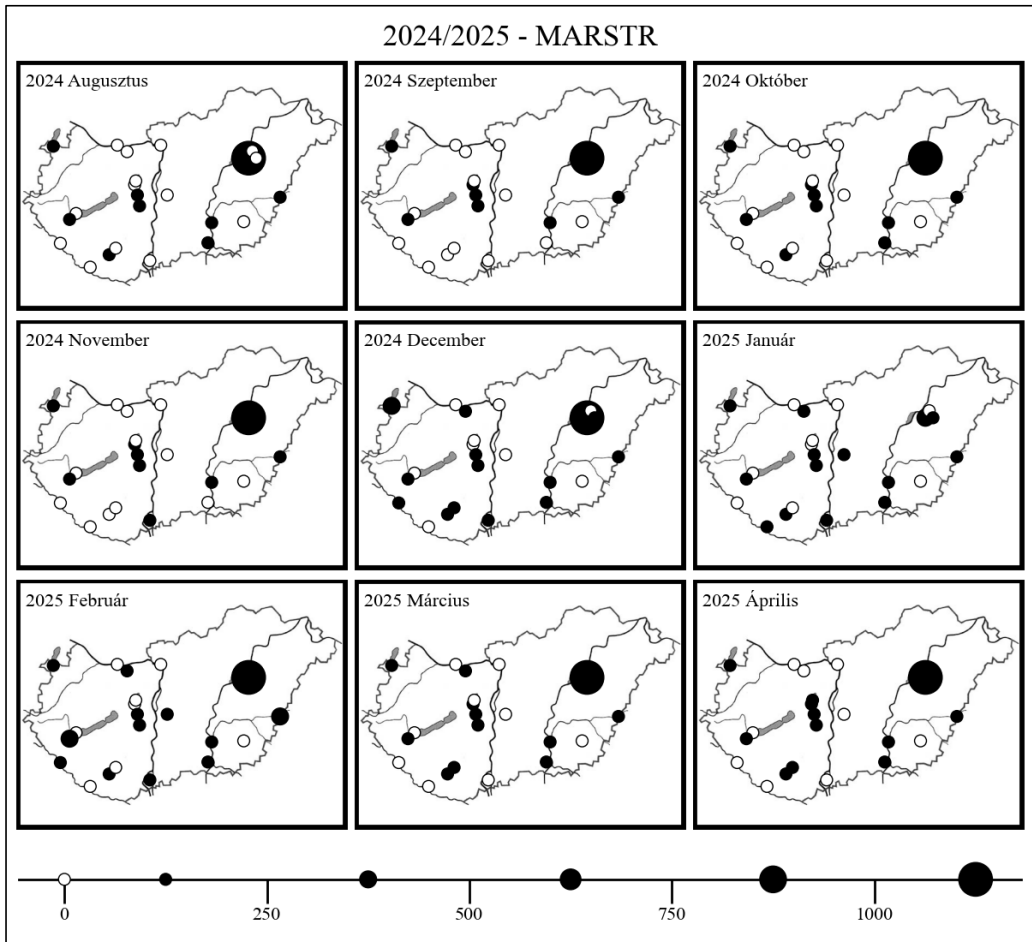 2024/2025 - MARSTR
2024 Augusztus
2024 Szeptember
2024 Október
2024 November
2024 December
2025 Január
2025 Február
2025 Március
2025 Április
0
250
500
750
1000